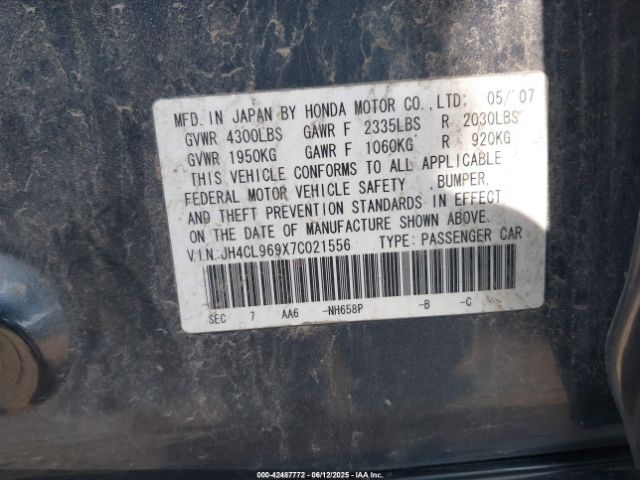 MFD. IN JAPAN BY HONDA MOTOR CO.,LTD. 05/'07
GVWR 4300LBS GAWR F 2335LBS R 2030LBS
GVWR 1950KG GAWR F 1060KG R 920KG
THIS VEHICLE CONFORMS TO ALL APPLICABLE
FEDERAL MOTOR VEHICLE SAFETY ,BUMPER,
AND THEFT PREVENTION STANDARDS IN EFFECT
ON THE DATE OF MANUFACTURE SHOWN ABOVE.
V.I.N.:JH4CL969X7C021556 TYPE: PASSENGER CAR
SEC 7 AA6 -NH658P -B -C
000-42487772 - 06/12/2025 - IAAI.COM